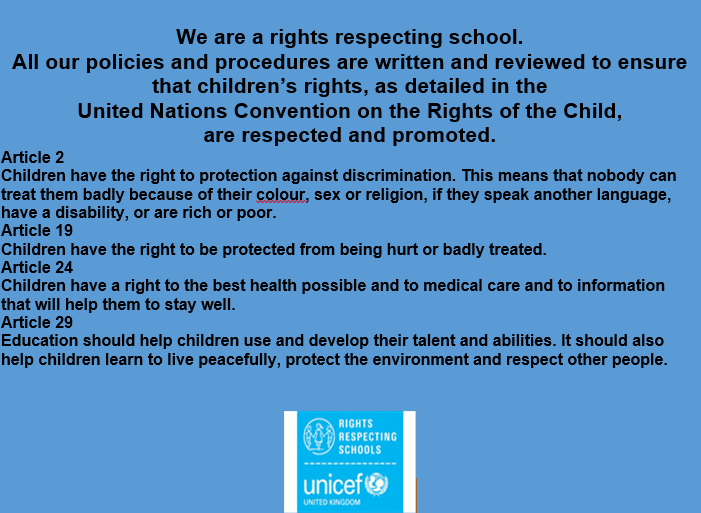 We are a rights respecting school.
All our policies and procedures are written and reviewed to ensure
that children’s rights, as detailed in the
United Nations Convention on the Rights of the Child,
are respected and promoted.
Article 2
Children have the right to protection against discrimination. This means that nobody can
treat them badly because of their colour, sex or religion, if they speak another language,
have a disability, or are rich or poor.
Article 19
Children have the right to be protected from being hurt or badly treated.
Article 24
Children have a right to the best health possible and to medical care and to information
that will help them to stay well.
Article 29
Education should help children use and develop their talent and abilities. It should also
help children learn to live peacefully, protect the environment and respect other people.
RIGHTS
RESPECTING
SCHOOLS
unicef
UNITED KINGDOM